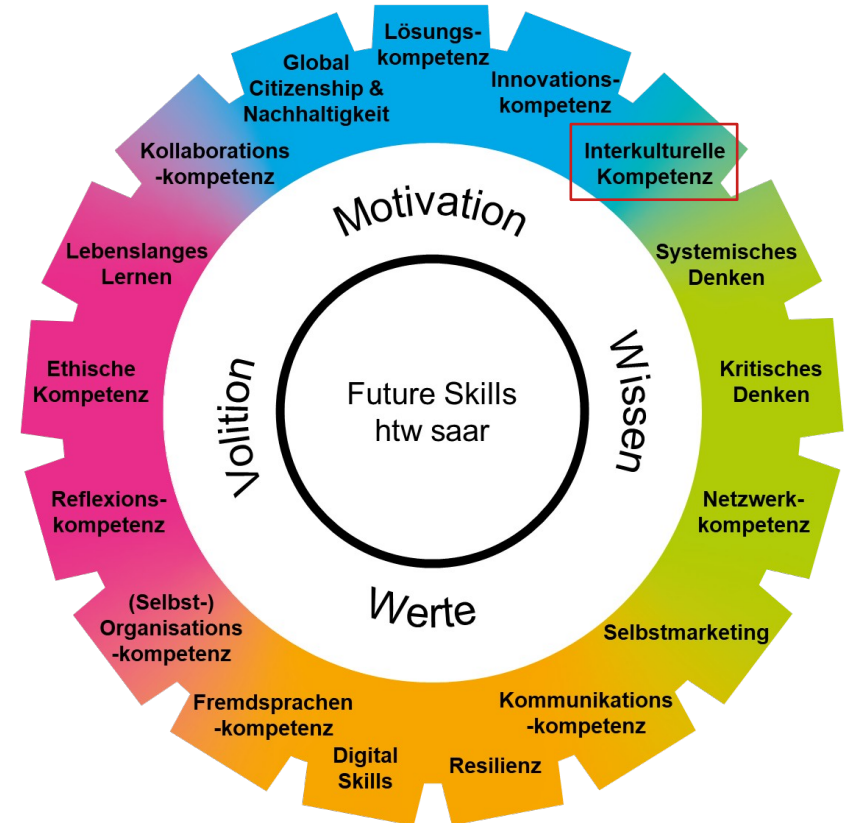 Lösungs-
kompetenz
Innovations-
kompetenz
Interkulturelle
Kompetenz
Systemisches
Denken
Kritisches
Denken
Netzwerk-
kompetenz
Selbstmarketing
Kommunikations
-kompetenz
Resilienz
Digital
Skills
Fremdsprachen
-kompetenz
(Selbst-)
Organisations
-kompetenz
Reflexions-
kompetenz
Ethische
Kompetenz
Lebenslanges
Lernen
Kollaborations
-kompetenz
Global
Citizenship &
Nachhaltigkeit
Motivation
Wissen
Werte
Volition
Future Skills
htw saar